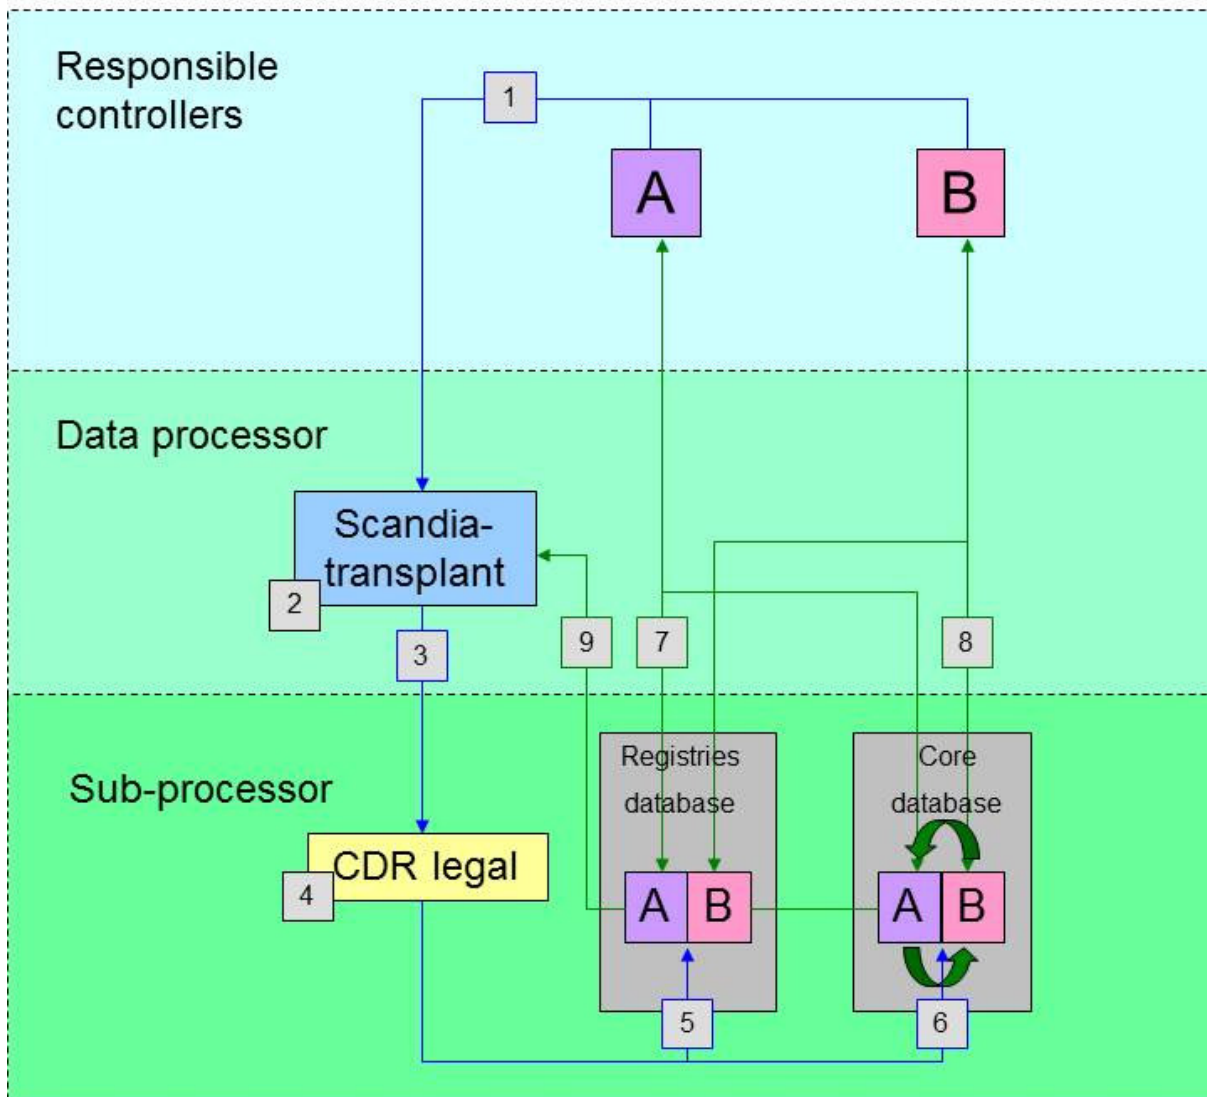 Responsible
controllers
1
A
B
Data processor
Scandia-
transplant
2
3
9
7
8
Sub-processor
Registries
database
Core
database
CDR legal
4
A
B
A
B
5
6